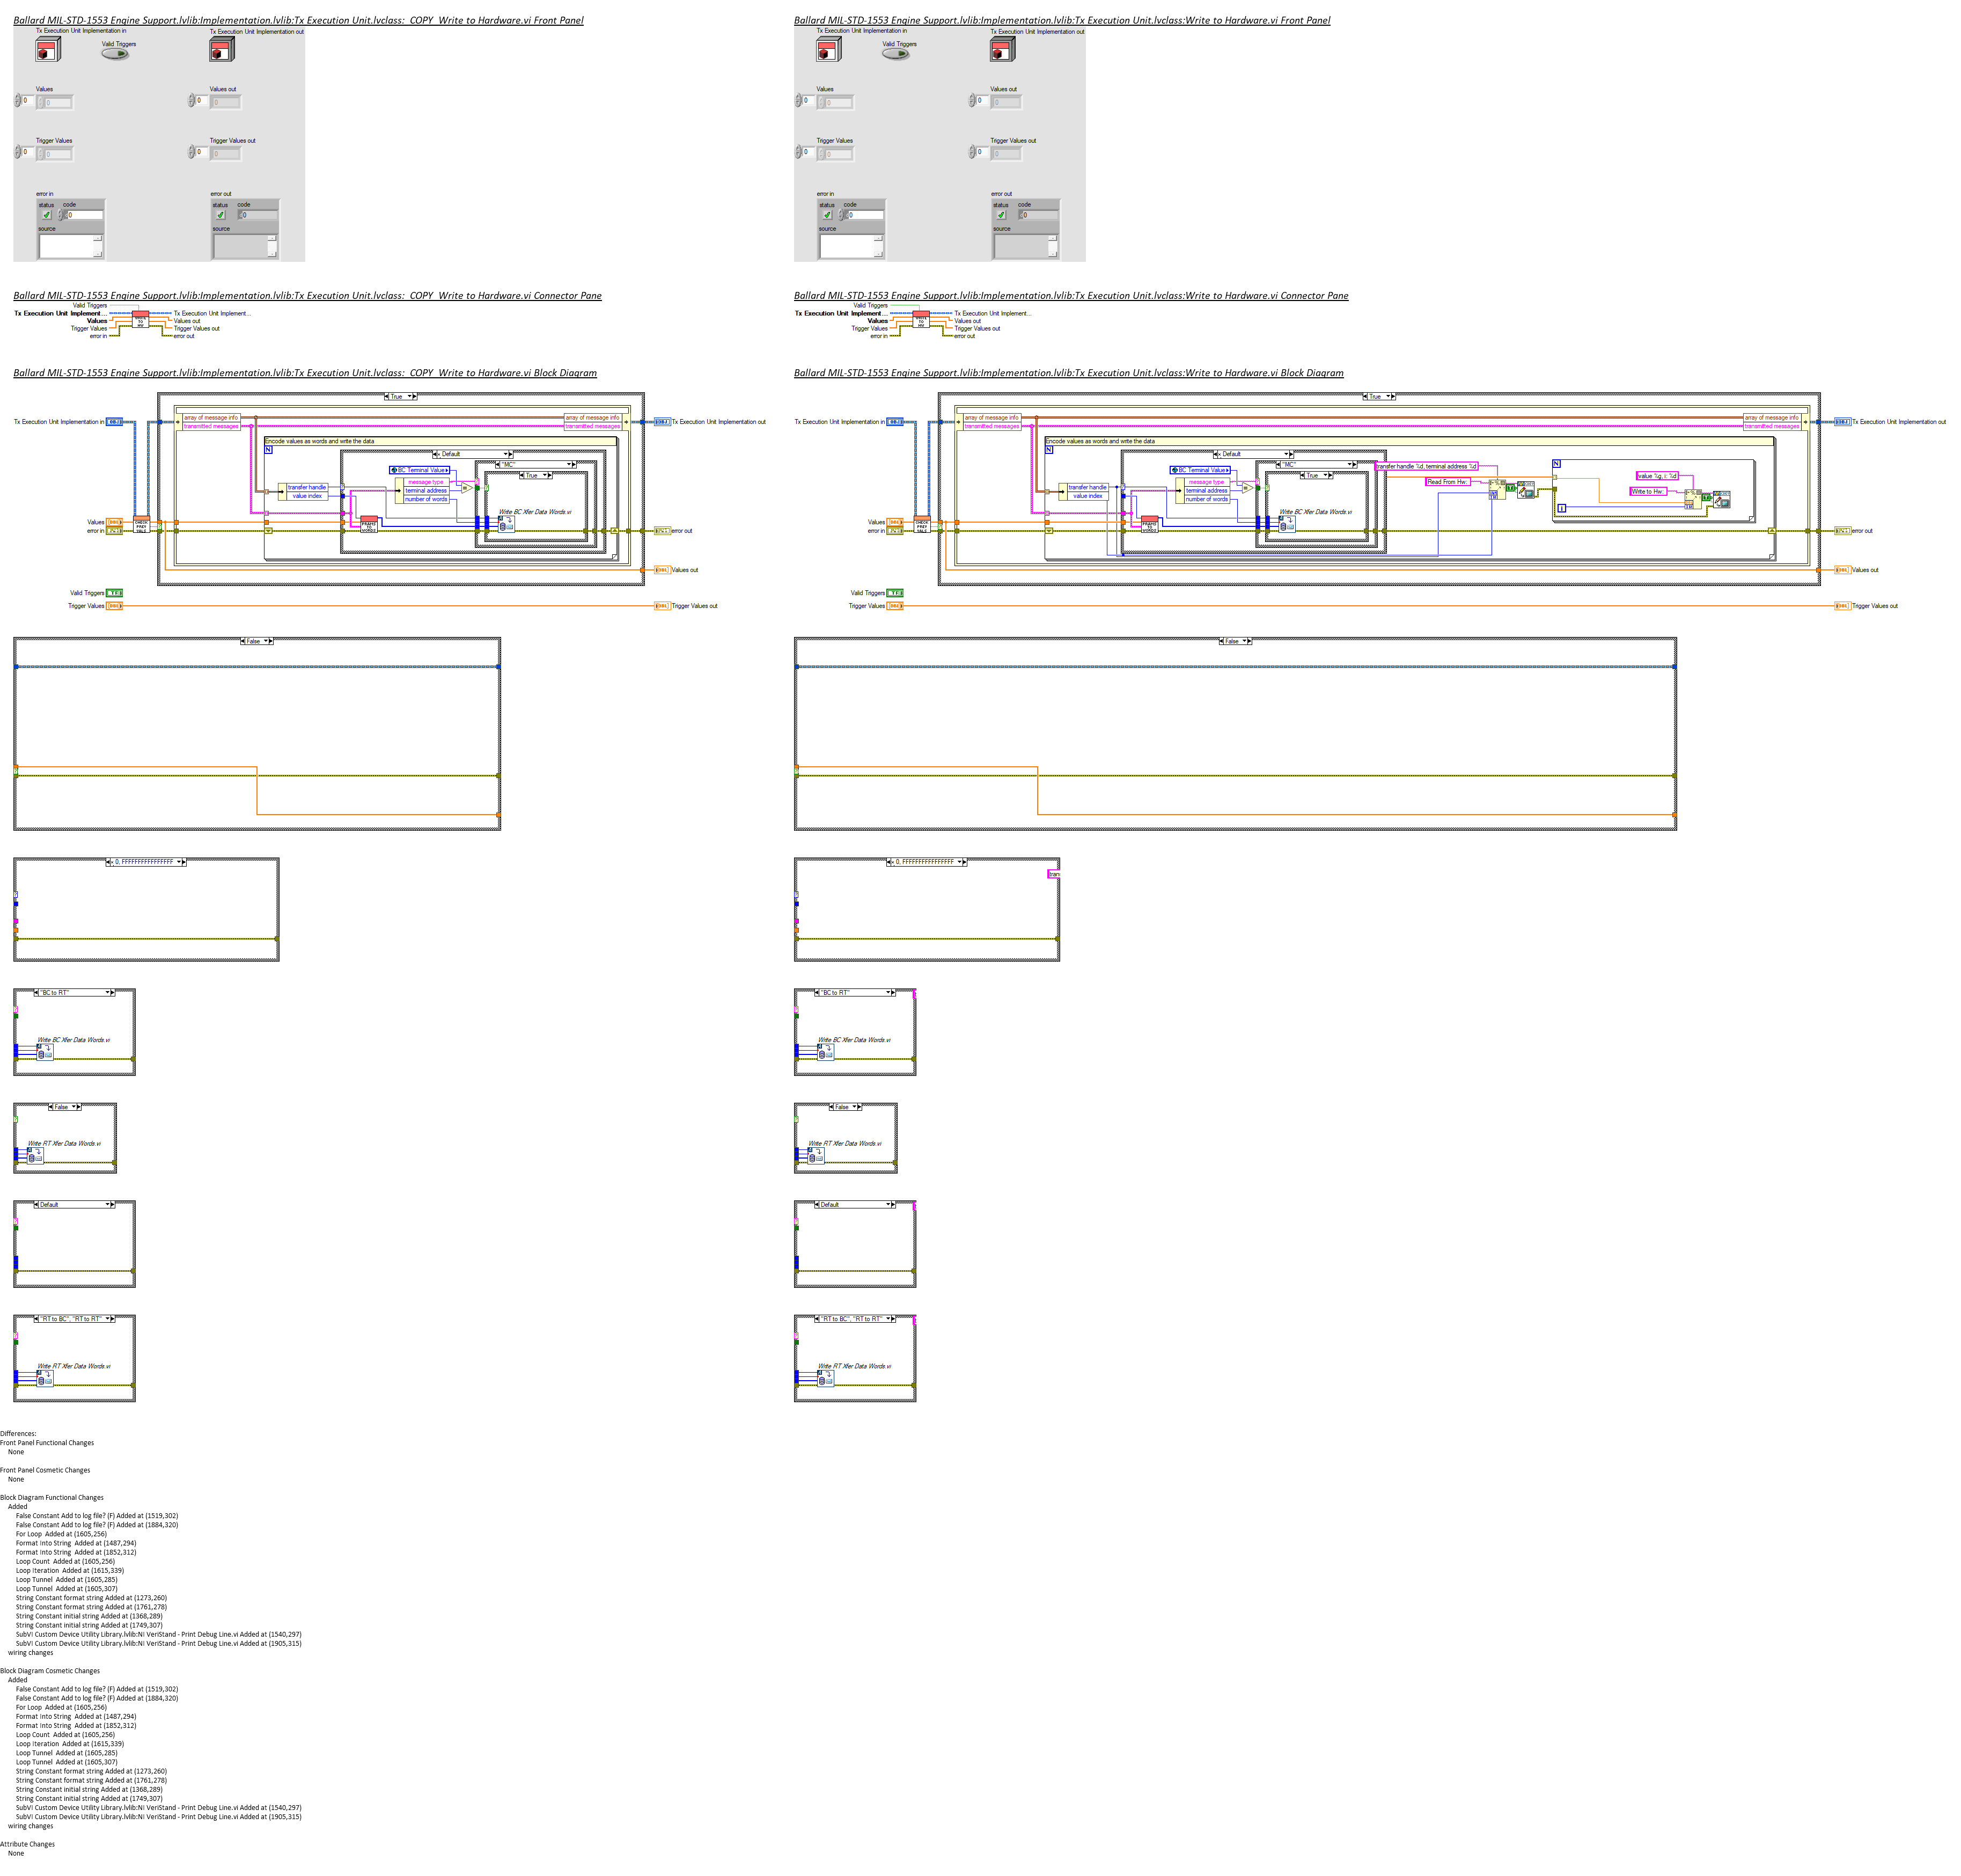 Ballard MIL-STD-1553 Engine Support.lvlib:Implementation.lvlib:Tx Execution Unit.lvclass:_COPY_Write to Hardware.vi Front Panel
Tx Execution Unit Implementation in
Valid Triggers
Tx Execution Unit Implementation out
Values
0
0
Values out
0
0
Trigger Values
0
0
Trigger Values out
0
0
error in
status
code
0
source
error out
status
code
0
source
Ballard MIL-STD-1553 Engine Support.lvlib:Implementation.lvlib:Tx Execution Unit.lvclass:Write to Hardware.vi Front Panel
Tx Execution Unit Implementation in
Valid Triggers
Tx Execution Unit Implementation out
Values
0
0
Values out
0
0
Trigger Values
0
0
Trigger Values out
0
0
error in
status
code
0
source
error out
status
code
0
source
Ballard MIL-STD-1553 Engine Support.lvlib:Implementation.lvlib:Tx Execution Unit.lvclass:_COPY_Write to Hardware.vi Connector Pane
Valid Triggers
Tx Execution Unit Implement...
Values
Trigger Values
error in
Tx Execution Unit Implement...
Values out
Trigger Values out
error out
Ballard MIL-STD-1553 Engine Support.lvlib:Implementation.lvlib:Tx Execution Unit.lvclass:Write to Hardware.vi Connector Pane
Valid Triggers
Tx Execution Unit Implement...
Values
Trigger Values
error in
Tx Execution Unit Implement...
Values out
Trigger Values out
error out
Ballard MIL-STD-1553 Engine Support.lvlib:Implementation.lvlib:Tx Execution Unit.lvclass:_COPY_Write to Hardware.vi Block Diagram
True
array of message info
transmitted messages
array of message info
transmitted messages
Tx Execution Unit Implementation in
Tx Execution Unit Implementation out
Encode values as words and write the data
N
Default
BC Terminal Value
"MC"
True
message type
terminal address
number of words
transfer handle
value index
Write BC Xfer Data Words.vi
Values
error in
error out
Values out
Valid Triggers
Trigger Values
Trigger Values out
Ballard MIL-STD-1553 Engine Support.lvlib:Implementation.lvlib:Tx Execution Unit.lvclass:Write to Hardware.vi Block Diagram
True
array of message info
transmitted messages
array of message info
transmitted messages
Tx Execution Unit Implementation in
Tx Execution Unit Implementation out
Encode values as words and write the data
N
Default
BC Terminal Value
"MC"
True
message type
terminal address
number of words
transfer handle
value index
Write BC Xfer Data Words.vi
transfer handle %d, terminal address %d
Read From Hw:
N
value %g, i: %d
Write to Hw:
i
Values
error in
error out
Values out
Valid Triggers
Trigger Values
Trigger Values out
False
False
0, FFFFFFFFFFFFFFFF
0, FFFFFFFFFFFFFFFF
tran
"BC to RT"
Write BC Xfer Data Words.vi
"BC to RT"
Write BC Xfer Data Words.vi
False
Write RT Xfer Data Words.vi
False
Write RT Xfer Data Words.vi
Default
Default
"RT to BC", "RT to RT"
Write RT Xfer Data Words.vi
"RT to BC", "RT to RT"
Write RT Xfer Data Words.vi
Differences:
Front Panel Functional Changes
None
Front Panel Cosmetic Changes
None
Block Diagram Functional Changes
Added
False Constant Add to log file? (F) Added at (1519,302)
False Constant Add to log file? (F) Added at (1884,320)
For Loop  Added at (1605,256)
Format Into String  Added at (1487,294)
Format Into String  Added at (1852,312)
Loop Count  Added at (1605,256)
Loop Iteration  Added at (1615,339)
Loop Tunnel  Added at (1605,285)
Loop Tunnel  Added at (1605,307)
String Constant format string Added at (1273,260)
String Constant format string Added at (1761,278)
String Constant initial string Added at (1368,289)
String Constant initial string Added at (1749,307)
SubVI Custom Device Utility Library.lvlib:NI VeriStand - Print Debug Line.vi Added at (1540,297)
SubVI Custom Device Utility Library.lvlib:NI VeriStand - Print Debug Line.vi Added at (1905,315)
wiring changes
Block Diagram Cosmetic Changes
Added
False Constant Add to log file? (F) Added at (1519,302)
False Constant Add to log file? (F) Added at (1884,320)
For Loop  Added at (1605,256)
Format Into String  Added at (1487,294)
Format Into String  Added at (1852,312)
Loop Count  Added at (1605,256)
Loop Iteration  Added at (1615,339)
Loop Tunnel  Added at (1605,285)
Loop Tunnel  Added at (1605,307)
String Constant format string Added at (1273,260)
String Constant format string Added at (1761,278)
String Constant initial string Added at (1368,289)
String Constant initial string Added at (1749,307)
SubVI Custom Device Utility Library.lvlib:NI VeriStand - Print Debug Line.vi Added at (1540,297)
SubVI Custom Device Utility Library.lvlib:NI VeriStand - Print Debug Line.vi Added at (1905,315)
wiring changes
Attribute Changes
None